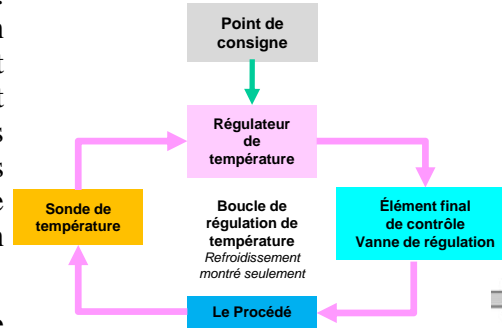 Point de
consigne
Régulateur
de
température
Sonde de
température
Boucle de
régulation de
température
Refroidissement
montré seulement
Élément final
de contrôle
Vanne de régulation
Le Procédé